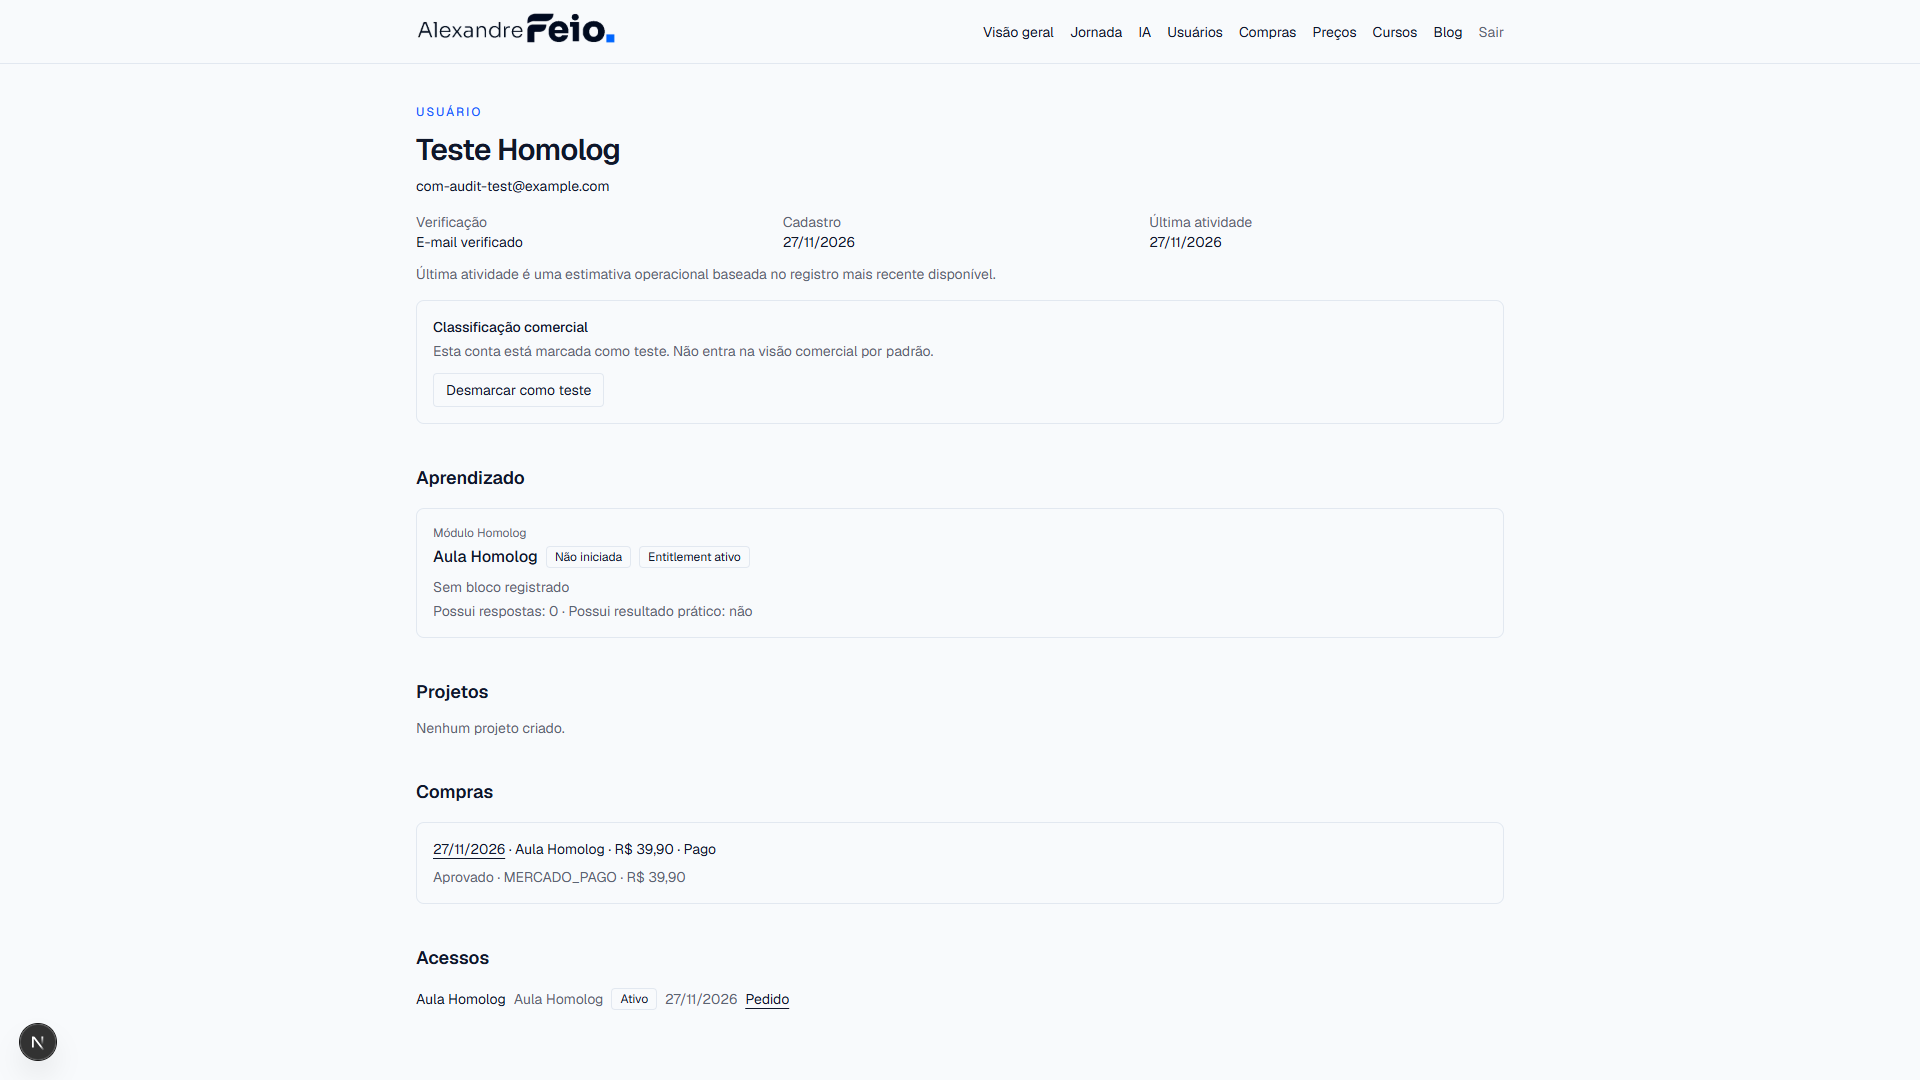 Alexandre Feio.
Visão geral Jornada IA Usuários Compras Preços Cursos Blog Sair
USUÁRIO
Teste Homolog
com-audit-test@example.com
Verificação Cadastro Última atividade
E-mail verificado 27/11/2026 27/11/2026
Última atividade é uma estimativa operacional baseada no registro mais recente disponível.
Classificação comercial
Esta conta está marcada como teste. Não entra na visão comercial por padrão.
Desmarcar como teste
Aprendizado
Módulo Homolog
Aula Homolog Não iniciada Entitlement ativo
Sem bloco registrado
Possui respostas: 0 · Possui resultado prático: não
Projetos
Nenhum projeto criado.
Compras
27/11/2026 · Aula Homolog · R$ 39,90 · Pago
Aprovado · MERCADO_PAGO · R$ 39,90
Acessos
Aula Homolog Aula Homolog Ativo 27/11/2026 Pedido
N